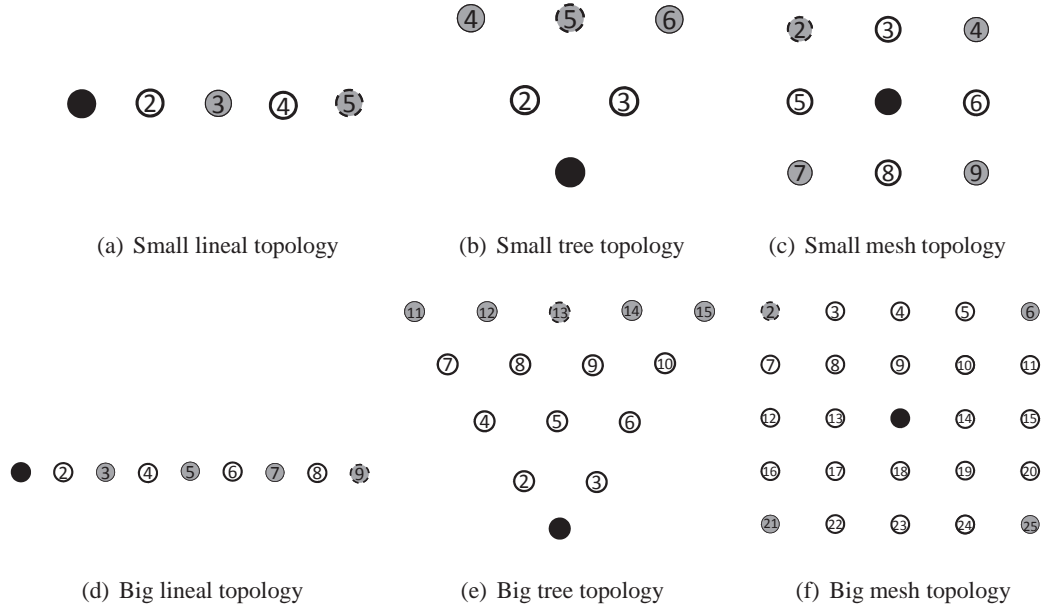 4 5 6
2 3 4
2 3 4 5
2 3
5 6
7 8 9
(a) Small lineal topology
(b) Small tree topology
(c) Small mesh topology
11 12 13 14 15
2 3 4 5 6
7 8 9 10
7 8 9 10 11
4 5 6
12 13 14 15
2 3 4 5 6 7 8 9
2 3
16 17 18 19 20
21 22 23 24 25
(d) Big lineal topology
(e) Big tree topology
(f) Big mesh topology